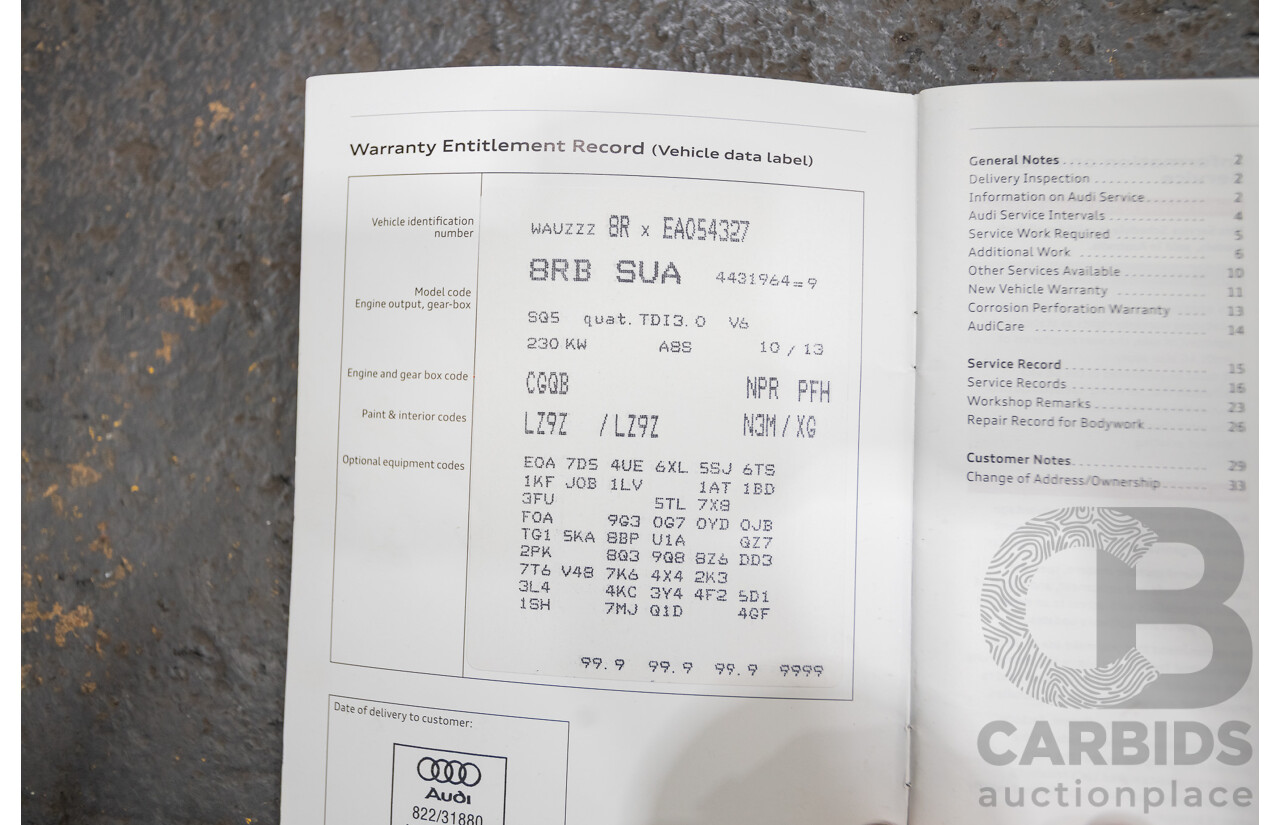 Warranty Entitlement Record (Vehicle data label)
Vehicle identification
number
WAUZZZ 8R x EA054327
8RB SUA 4431964=9
Model code
Engine output, gear-box
SQ5 quat. TDI3.0 V6
230 KW A8S 10 / 13
Engine and gear box code
CGQB NPR PFH
Paint & interior codes
LZ9Z /LZ9Z N3M/XG
Optional equipment codes
E0A 7DS 4UE 6XL 5SJ 6TS
1KF J0B 1LV 1AT 1BD
3FU 5TL 7X8
F0A 9G3 0G7 0YD 0JB
TG1 5KA 8BP U1A QZ7
2PK 8Q3 9Q8 8Z6 DD3
7T6 V48 7K6 4X4 2K3
3L4 4KC 3Y4 4F2 5D1
1SH 7MJ Q1D 4GF
99.9 99.9 99.9 9999
Date of delivery to customer:
Audi
822/31880
General Notes 2
Delivery Inspection 2
Information on Audi Service 2
Audi Service Intervals 4
Service Work Required 5
Additional Work 6
Other Services Available 10
New Vehicle Warranty 11
Corrosion Perforation Warranty 13
AudiCare 14
Service Record 15
Service Records 16
Workshop Remarks 23
Repair Record for Bodywork 26
Customer Notes 29
Change of Address/Ownership 33
CB
CARBIDS
auctionplace